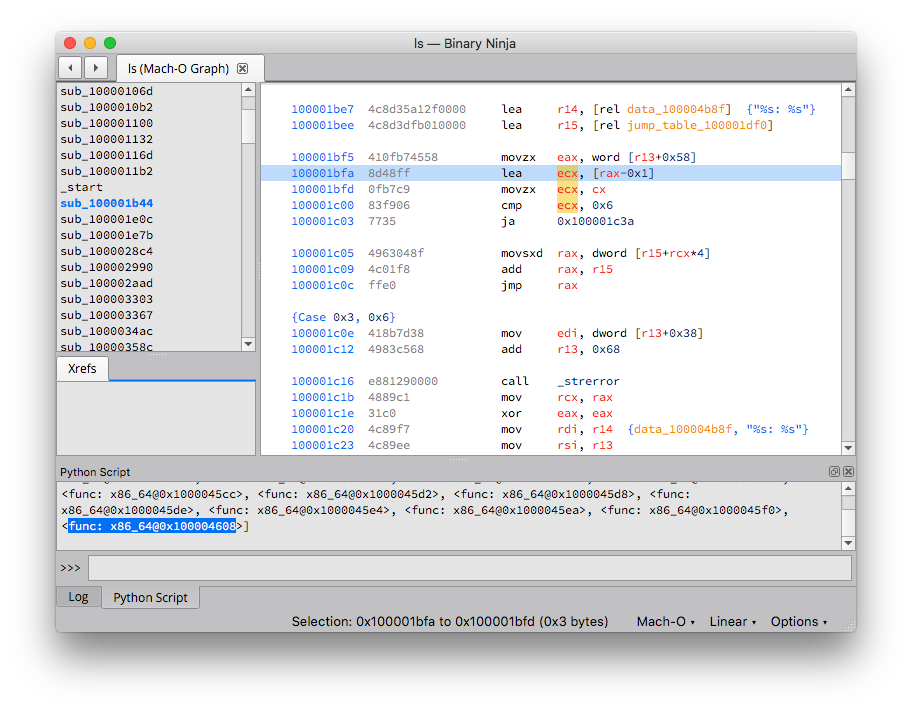 ls — Binary Ninja
ls (Mach-O Graph)
sub_10000106d
sub_1000010b2
sub_100001100
sub_100001132
sub_10000116d
sub_1000011b2
_start
sub_100001b44
sub_100001e0c
sub_100001e7b
sub_1000028c4
sub_100002990
sub_100002aad
sub_100003303
sub_100003367
sub_1000034ac
sub_10000358c
100001be7 4c8d35a12f0000 lea r14, [rel data_100004b8f] {"%s: %s"}
100001bee 4c8d3dfb010000 lea r15, [rel jump_table_100001df0]
100001bf5 410fb74558 movzx eax, word [r13+0x58]
100001bfa 8d48ff lea ecx, [rax-0x1]
100001bfd 0fb7c9 movzx ecx, cx
100001c00 83f906 cmp ecx, 0x6
100001c03 7735 ja 0x100001c3a
100001c05 4963048f movsxd rax, dword [r15+rcx*4]
100001c09 4c01f8 add rax, r15
100001c0c ffe0 jmp rax
{Case 0x3, 0x6}
100001c0e 418b7d38 mov edi, dword [r13+0x38]
100001c12 4983c568 add r13, 0x68
100001c16 e881290000 call _strerror
100001c1b 4889c1 mov rcx, rax
100001c1e 31c0 xor eax, eax
100001c20 4c89f7 mov rdi, r14 {data_100004b8f, "%s: %s"}
100001c23 4c89ee mov rsi, r13
Xrefs
Python Script
<func: x86_64@0x1000045cc>, <func: x86_64@0x1000045d2>, <func: x86_64@0x1000045d8>, <func:
x86_64@0x1000045de>, <func: x86_64@0x1000045e4>, <func: x86_64@0x1000045ea>, <func: x86_64@0x1000045f0>,
<func: x86_64@0x100004608>]
>>>
Log
Python Script
Selection: 0x100001bfa to 0x100001bfd (0x3 bytes)
Mach-O
Linear
Options